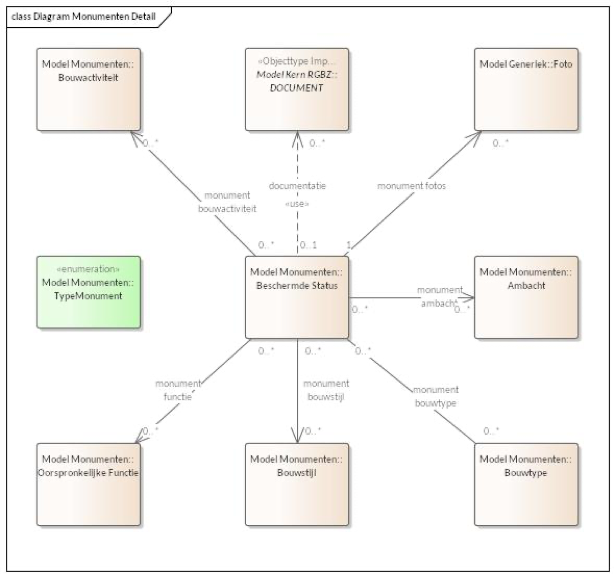 class Diagram Monumenten Detail
Model Monumenten::
Bouwactiviteit
«Objecttype Imp...
Model Kern RGBZ::
DOCUMENT
Model Generiek::Foto
0..*
0..*
0..*
monument
bouwactiviteit
documentatie
«use»
monument fotos
0..*
0..1
1
«enumeration»
Model Monumenten::
TypeMonument
Model Monumenten::
Beschermde Status
Model Monumenten::
Ambacht
monument
ambacht
0..*
0..*
0..*
0..*
0..*
monument
functie
monument
bouwstijl
monument
bouwtype
0..*
0..*
0..*
Model Monumenten::
Oorspronkelijke Functie
Model Monumenten::
Bouwstijl
Model Monumenten::
Bouwtype